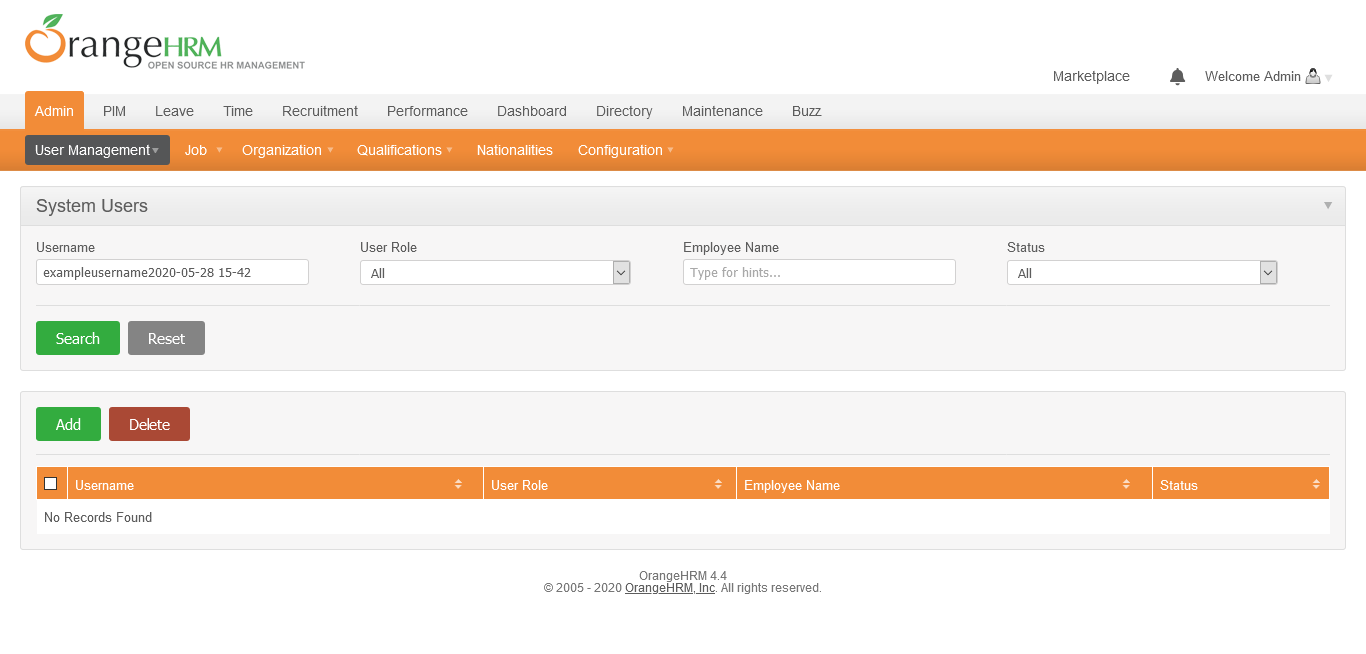 OrangeHRM
OPEN SOURCE HR MANAGEMENT
Marketplace Welcome Admin
Admin PIM Leave Time Recruitment Performance Dashboard Directory Maintenance Buzz
User Management Job Organization Qualifications Nationalities Configuration
System Users
Username User Role Employee Name Status
exampleusername2020-05-28 15-42 All Type for hints... All
Search Reset
Add Delete
Username User Role Employee Name Status
No Records Found
OrangeHRM 4.4
© 2005 - 2020 OrangeHRM, Inc. All rights reserved.